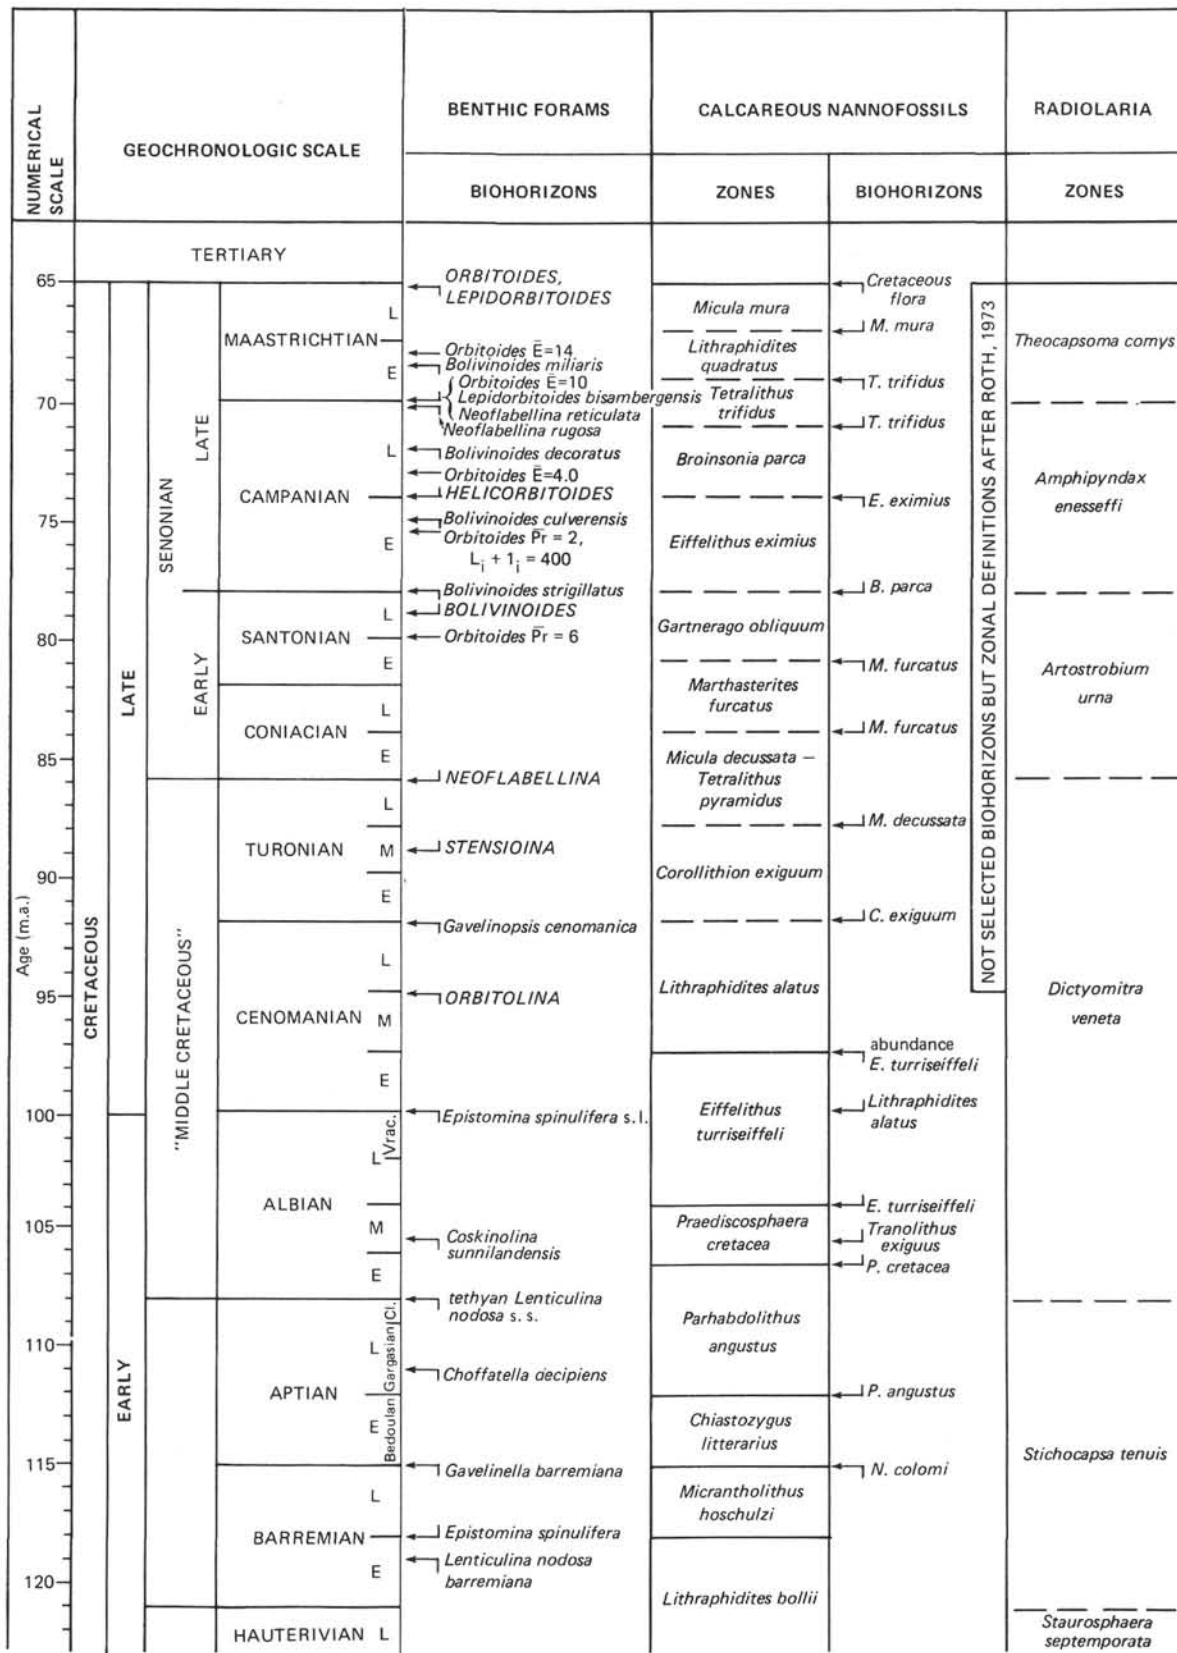 NUMERICAL
SCALE
GEOCHRONOLOGIC SCALE
BENTHIC FORAMS
CALCAREOUS NANNOFOSSILS
RADIOLARIA
BIOHORIZONS
ZONES
BIOHORIZONS
ZONES
Age (m.a.)
65
70
75
80
85
90
95
100
105
110
115
120
TERTIARY
CRETACEOUS
LATE
EARLY
SENONIAN
LATE
EARLY
"MIDDLE CRETACEOUS"
MAASTRICHTIAN
L
E
CAMPANIAN
L
E
SANTONIAN
L
E
CONIACIAN
L
E
TURONIAN
L
M
E
CENOMANIAN
L
M
E
ALBIAN
L
Vrac.
M
E
APTIAN
L
Cl.
Gargasian
E
Bedoulan
BARREMIAN
L
E
HAUTERIVIAN L
ORBITOIDES,
LEPIDORBITOIDES
Orbitoides Ē=14
Bolivinoides miliaris
Orbitoides Ē=10
Lepidorbitoides bisambergensis
Neoflabellina reticulata
Neoflabellina rugosa
Bolivinoides decoratus
Orbitoides Ē=4.0
HELICORBITOIDES
Bolivinoides culverensis
Orbitoides P̄r = 2,
Li + 1i = 400
Bolivinoides strigillatus
BOLIVINOIDES
Orbitoides P̄r = 6
NEOFLABELLINA
STENSIOINA
Gavelinopsis cenomanica
ORBITOLINA
Epistomina spinulifera s.l.
Coskinolina
sunnilandensis
tethyan Lenticulina
nodosa s. s.
Choffatella decipiens
Gavelinella barremiana
Epistomina spinulifera
Lenticulina nodosa
barremiana
Micula mura
Lithraphidites
quadratus
Tetralithus
trifidus
Broinsonia parca
Eiffelithus eximius
Gartnerago obliquum
Marthasterites
furcatus
Micula decussata —
Tetralithus
pyramidus
Corollithion exiguum
Lithraphidites alatus
Eiffelithus
turriseiffeli
Praediscosphaera
cretacea
Parhabdolithus
angustus
Chiastozygus
litterarius
Micrantholithus
hoschulzi
Lithraphidites bollii
Cretaceous
flora
M. mura
T. trifidus
T. trifidus
E. eximius
B. parca
M. furcatus
M. furcatus
M. decussata
C. exiguum
abundance
E. turriseiffeli
Lithraphidites
alatus
E. turriseiffeli
Tranolithus
exiguus
P. cretacea
P. angustus
N. colomi
NOT SELECTED BIOHORIZONS BUT ZONAL DEFINITIONS AFTER ROTH, 1973
Theocapsoma comys
Amphipyndax
enesseffi
Artostrobium
urna
Dictyomitra
veneta
Stichocapsa tenuis
Staurosphaera
septemporata